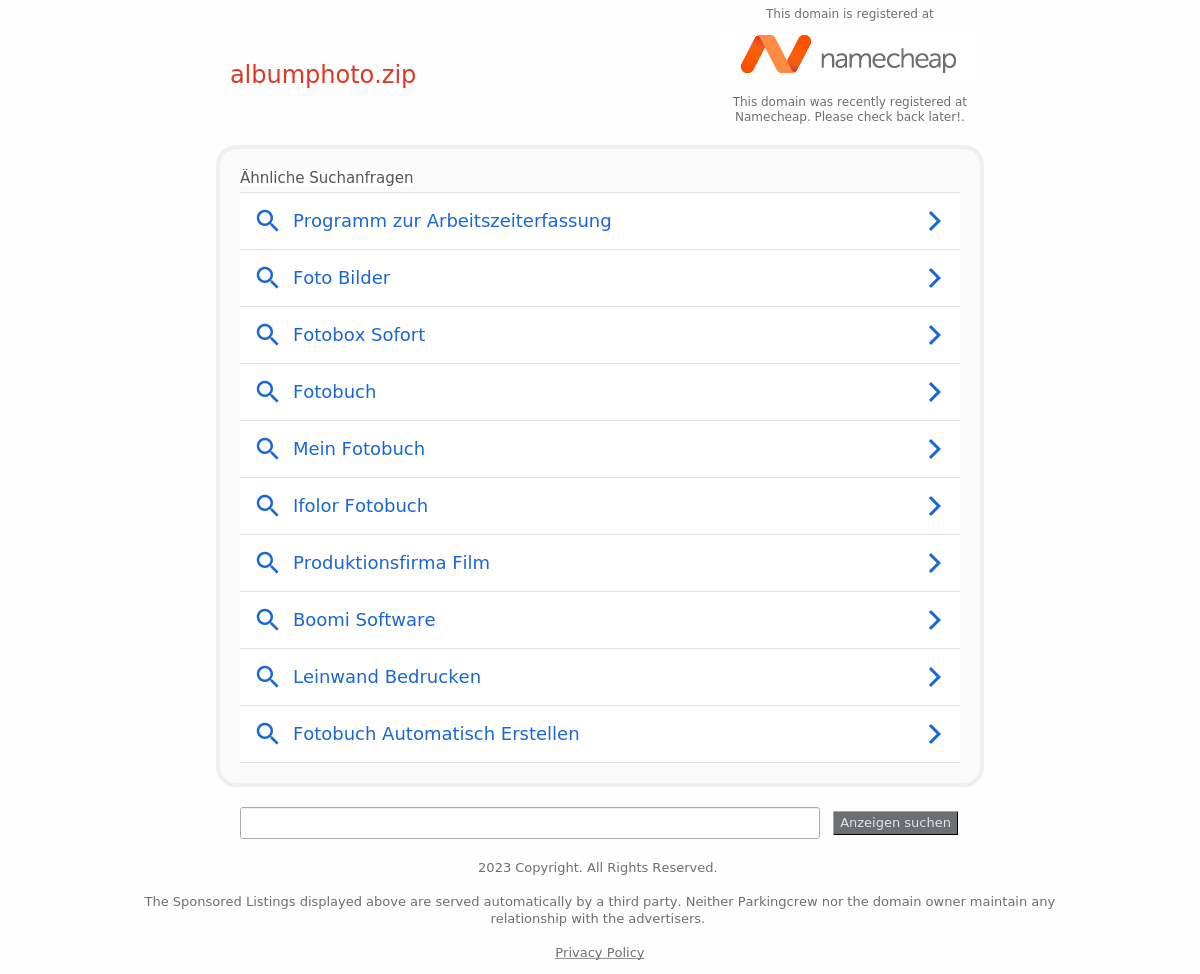 This domain is registered at
namecheap
albumphoto.zip
This domain was recently registered at
Namecheap. Please check back later!.
Ähnliche Suchanfragen
Programm zur Arbeitszeiterfassung
Foto Bilder
Fotobox Sofort
Fotobuch
Mein Fotobuch
Ifolor Fotobuch
Produktionsfirma Film
Boomi Software
Leinwand Bedrucken
Fotobuch Automatisch Erstellen
Anzeigen suchen
2023 Copyright. All Rights Reserved.
The Sponsored Listings displayed above are served automatically by a third party. Neither Parkingcrew nor the domain owner maintain any
relationship with the advertisers.
Privacy Policy